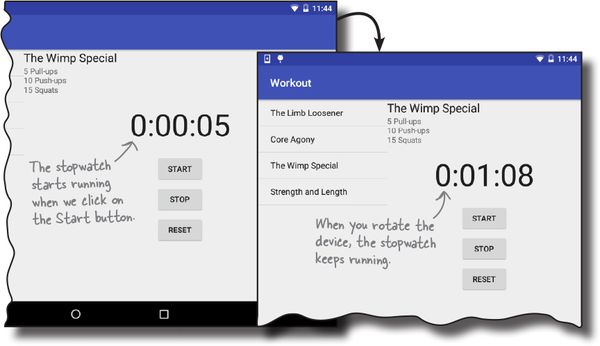 11:44
The Wimp Special
5 Pull-ups
10 Push-ups
15 Squats
0:00:05
START
STOP
RESET
The stopwatch
starts running
when we click on
the Start button.
11:44
Workout
The Limb Loosener
Core Agony
The Wimp Special
Strength and Length
The Wimp Special
5 Pull-ups
10 Push-ups
15 Squats
0:01:08
START
STOP
RESET
When you rotate the
device, the stopwatch
keeps running.